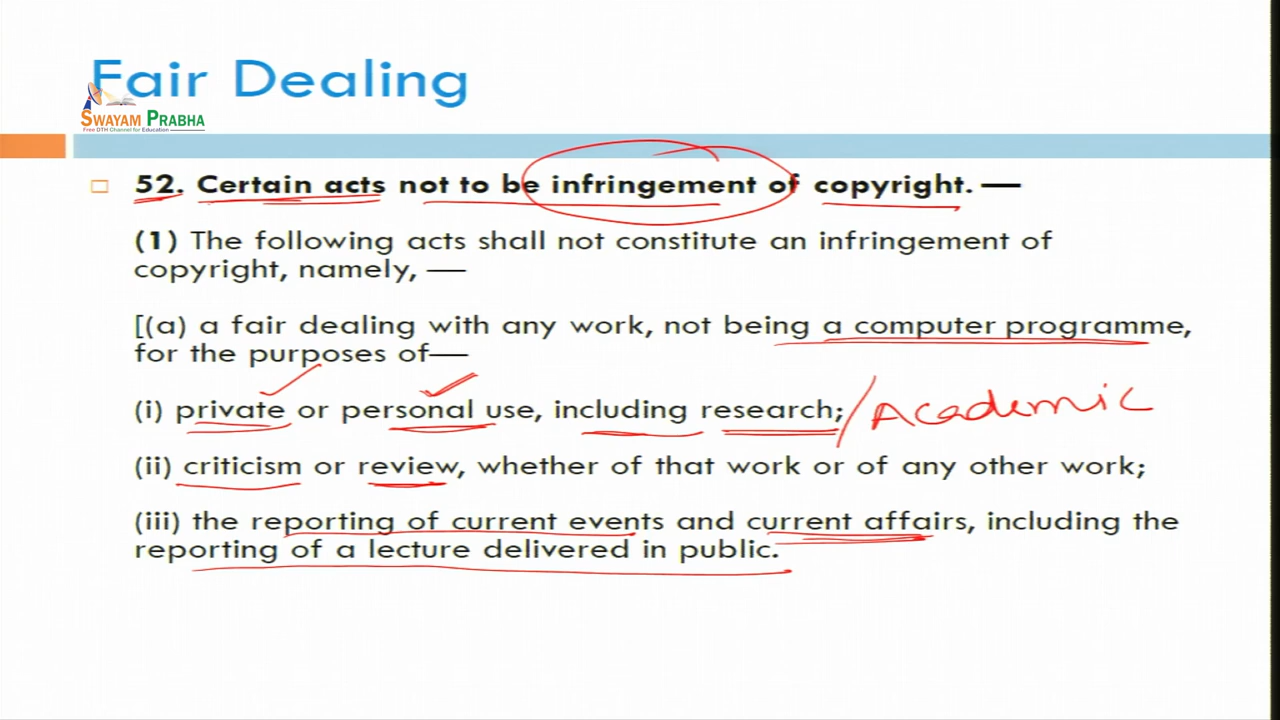 Fair Dealing
SWAYAM PRABHA
Free DTH Channel for Education
52. Certain acts not to be infringement of copyright. —
(1) The following acts shall not constitute an infringement of
copyright, namely, —
[(a) a fair dealing with any work, not being a computer programme,
for the purposes of—
(i) private or personal use, including research; / Academic
(ii) criticism or review, whether of that work or of any other work;
(iii) the reporting of current events and current affairs, including the
reporting of a lecture delivered in public.